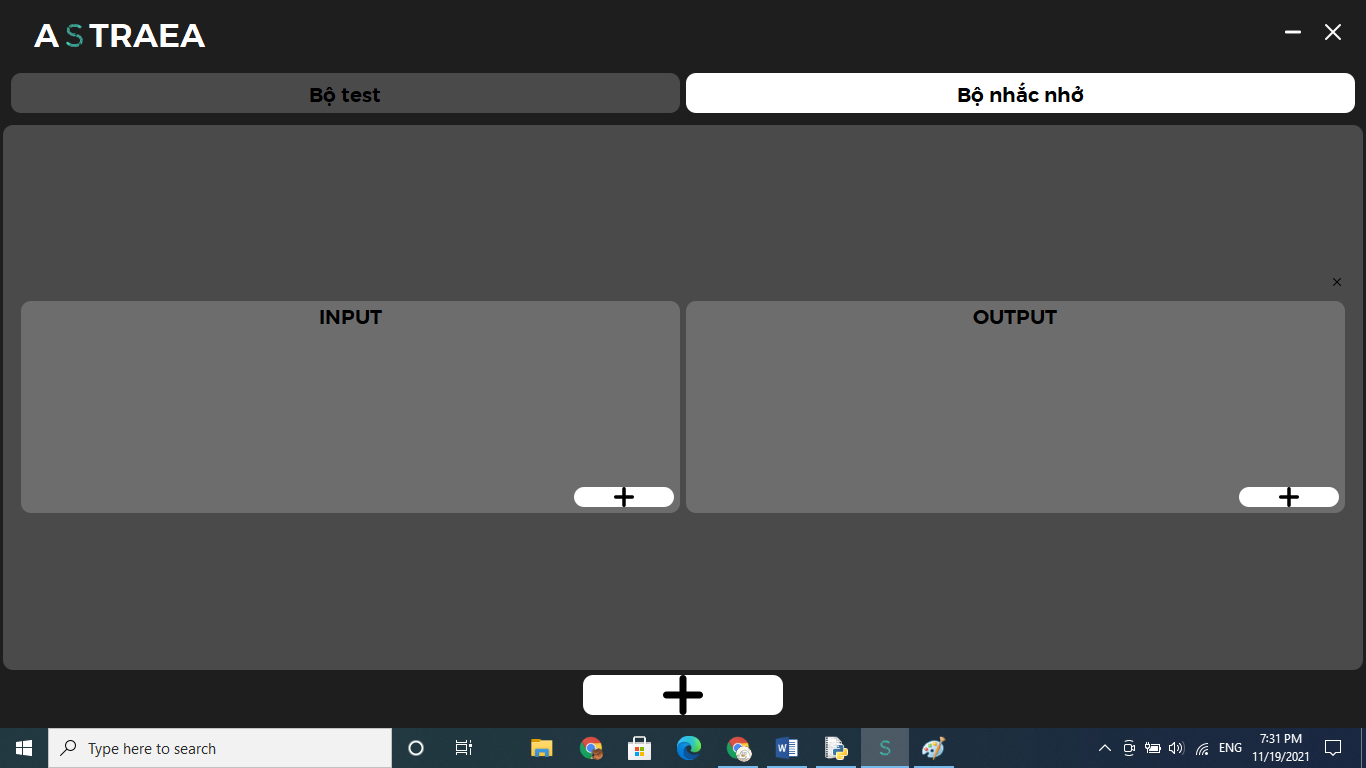 ASTRAEA
Bộ test
Bộ nhắc nhở
INPUT
OUTPUT
Type here to search
ENG
7:31 PM
11/19/2021